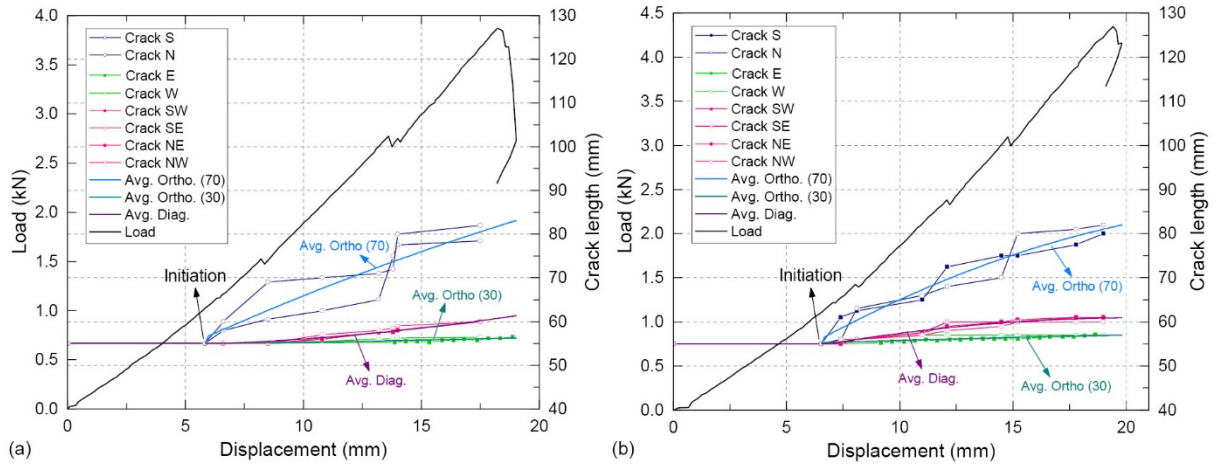 4.0
3.5
3.0
2.5
2.0
1.5
1.0
0.5
0.0
Load (kN)
Crack S
Crack N
Crack E
Crack W
Crack SW
Crack SE
Crack NE
Crack NW
Avg. Ortho. (70)
Avg. Ortho. (30)
Avg. Diag.
Load
Initiation
Avg. Ortho (70)
Avg. Ortho (30)
Avg. Diag.
130
120
110
100
90
80
70
60
50
40
Crack length (mm)
0 5 10 15 20
(a) Displacement (mm)
4.5
4.0
3.5
3.0
2.5
2.0
1.5
1.0
0.5
0.0
Load (kN)
Crack S
Crack N
Crack E
Crack W
Crack SW
Crack SE
Crack NE
Crack NW
Avg. Ortho. (70)
Avg. Ortho. (30)
Avg. Diag.
Load
Initiation
Avg. Ortho (70)
Avg. Diag.
Avg. Ortho (30)
130
120
110
100
90
80
70
60
50
40
Crack length (mm)
0 5 10 15 20
(b) Displacement (mm)